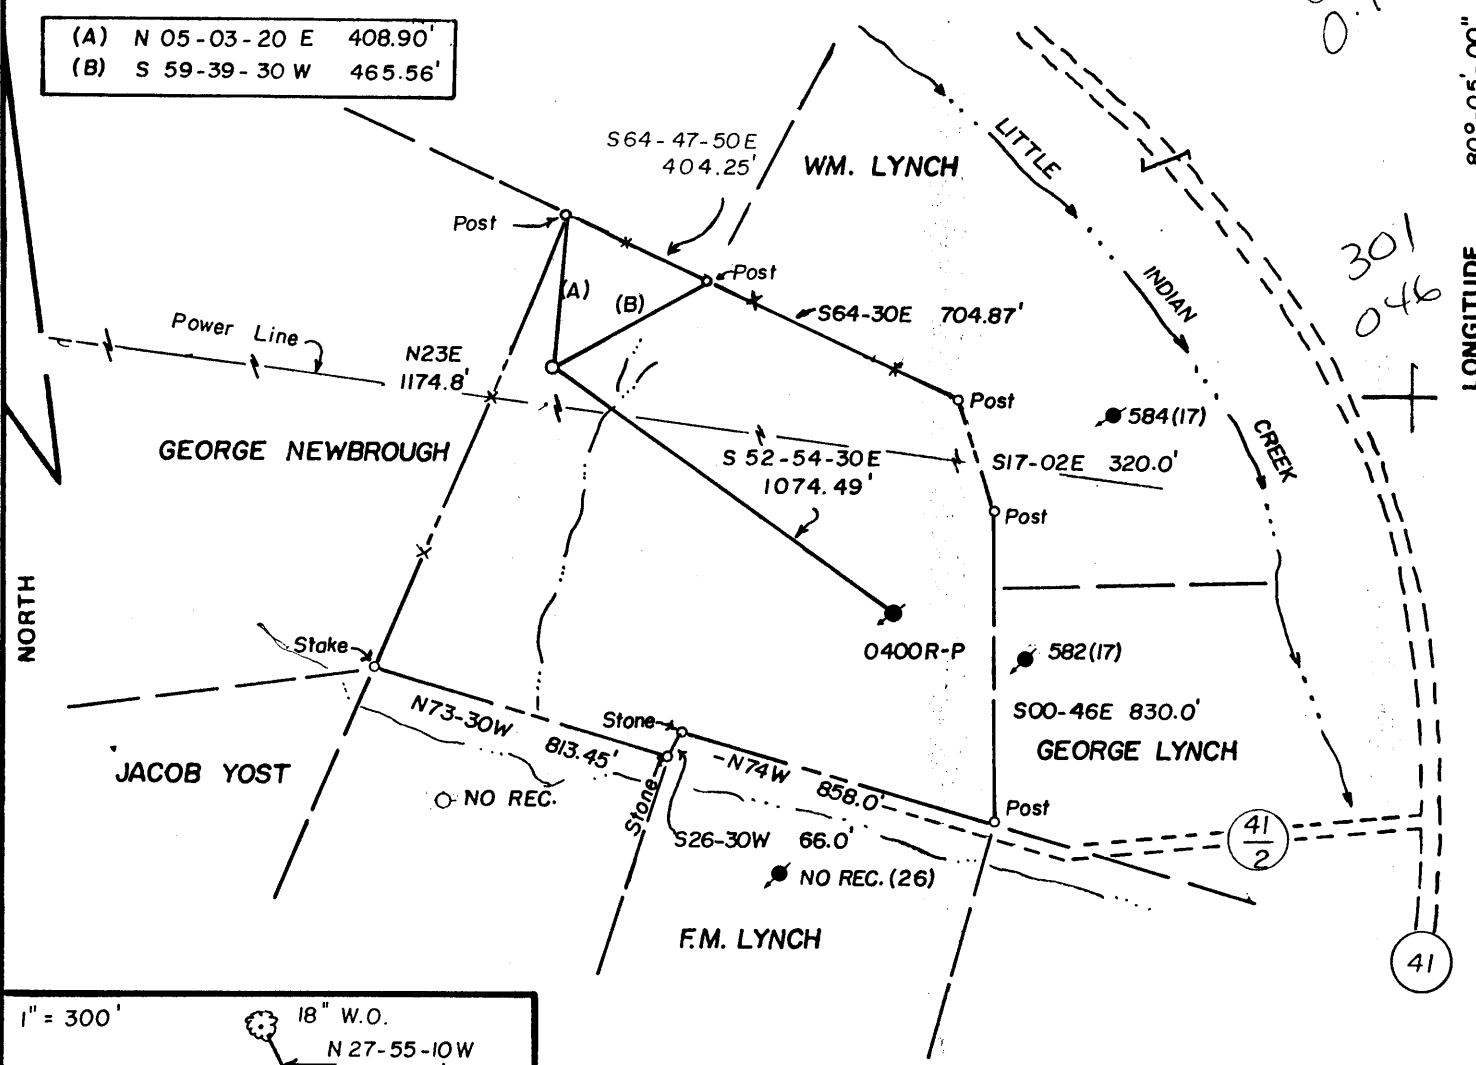 (A) N 05-03-20 E 408.90'
(B) S 59-39-30 W 465.56'
80°-05'-00"
LONGITUDE
S64-47-50E
404.25'
WM. LYNCH
LITTLE
INDIAN
CREEK
301
046
Post
Post
(A)
(B)
S64-30E 704.87'
Power Line
N23E
1174.8'
Post
584(17)
GEORGE NEWBROUGH
S 52-54-30E
1074.49'
S17-02E 320.0'
Post
NORTH
Stake
0400R-P
582(17)
N73-30W
813.45'
Stone
Stone
N74W
858.0'
S00-46E 830.0'
GEORGE LYNCH
JACOB YOST
NO REC.
S26-30W 66.0'
Post
41
2
NO REC.(26)
F.M. LYNCH
41
1" = 300'
18" W.O.
N 27-55-10W